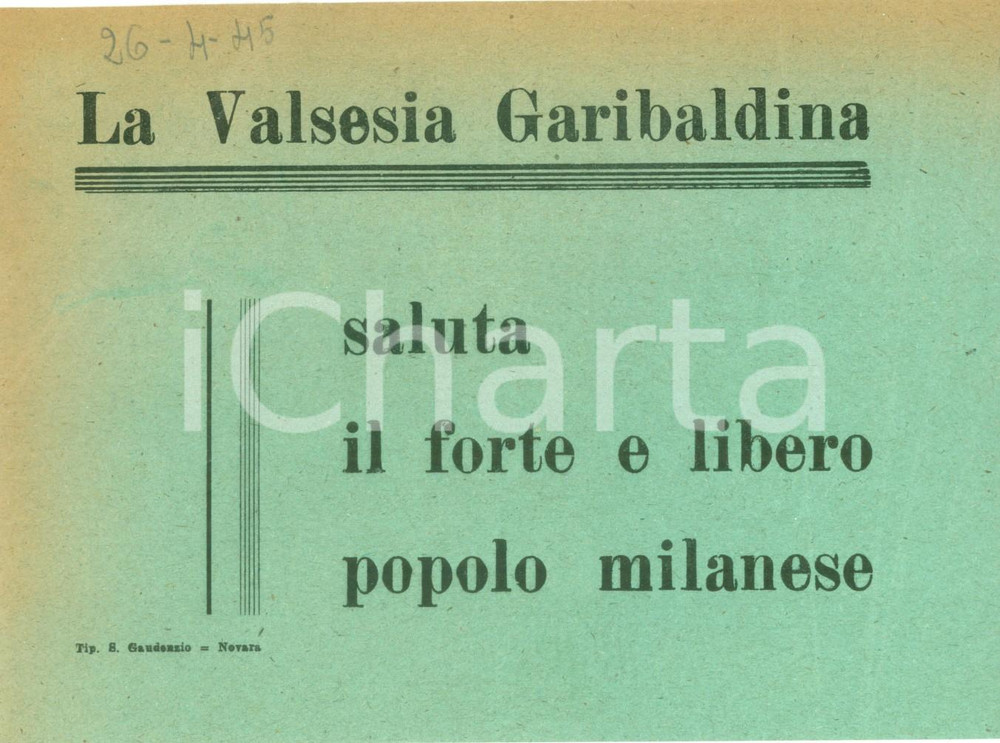 26-4-45
La Valsesia Garibaldina
saluta
iCharta
il forte e libero
popolo milanese
Tip. S. Gaudenzio = Novara